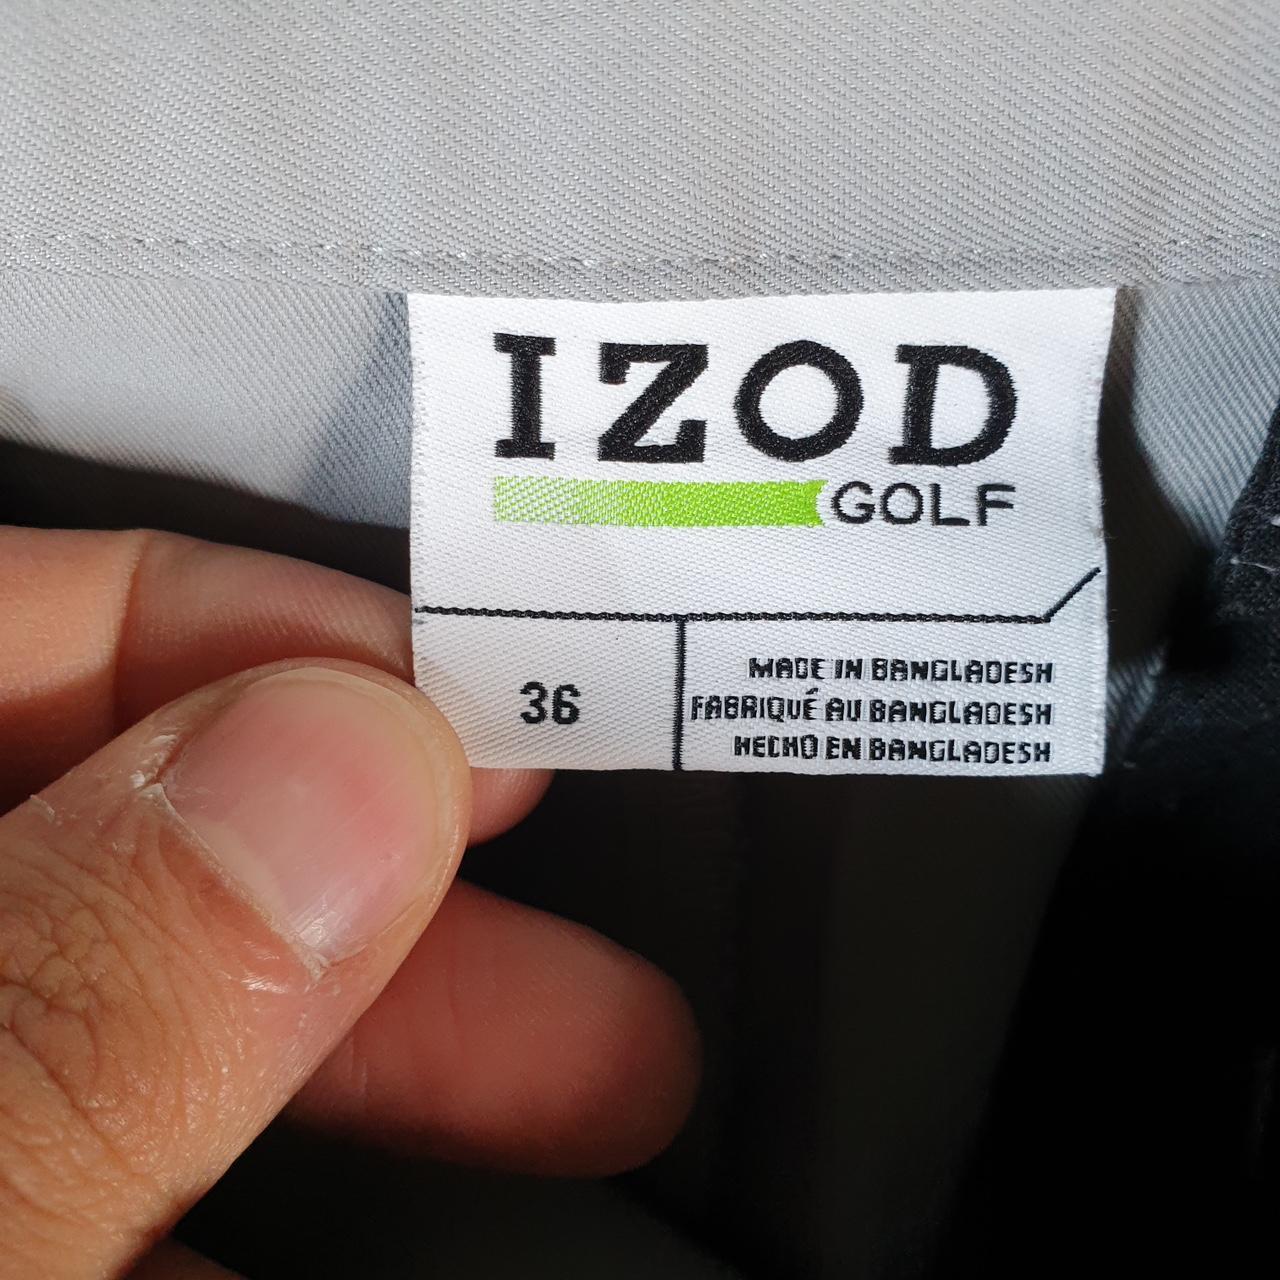 IZOD
GOLF
36
MADE IN BANGLADESH
FABRIQUÉ AU BANGLADESH
HECHO EN BANGLADESH